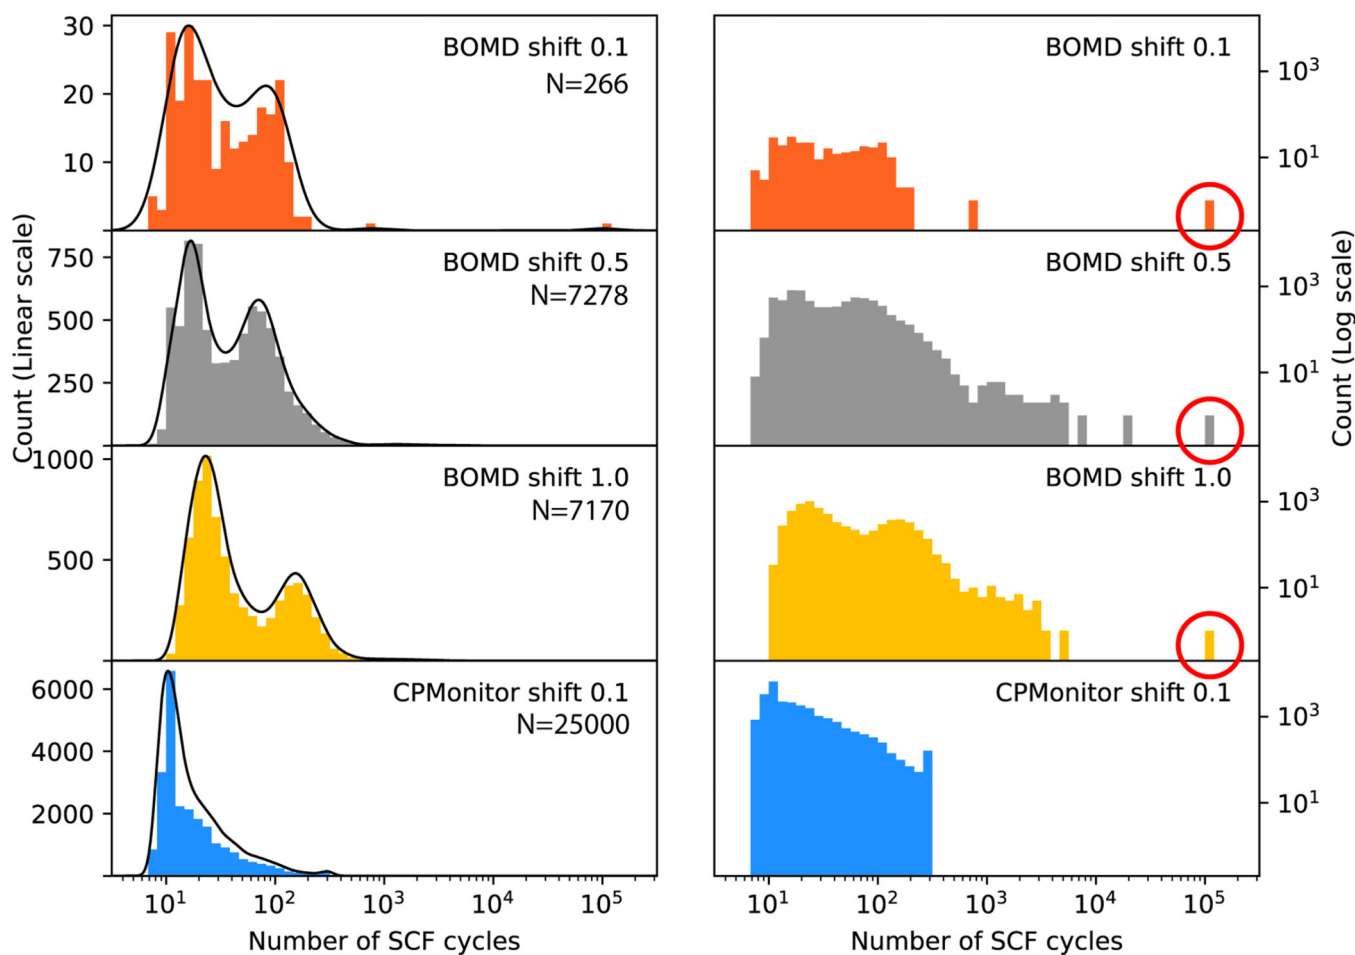 Count (Linear scale)
30
20
10
BOMD shift 0.1
N=266
750
500
250
BOMD shift 0.5
N=7278
1000
500
BOMD shift 1.0
N=7170
6000
4000
2000
CPMonitor shift 0.1
N=25000
10¹ 10² 10³ 10⁴ 10⁵
Number of SCF cycles
BOMD shift 0.1
10³
10¹
BOMD shift 0.5
10³
10¹
BOMD shift 1.0
10³
10¹
CPMonitor shift 0.1
10³
10¹
10¹ 10² 10³ 10⁴ 10⁵
Number of SCF cycles
Count (Log scale)